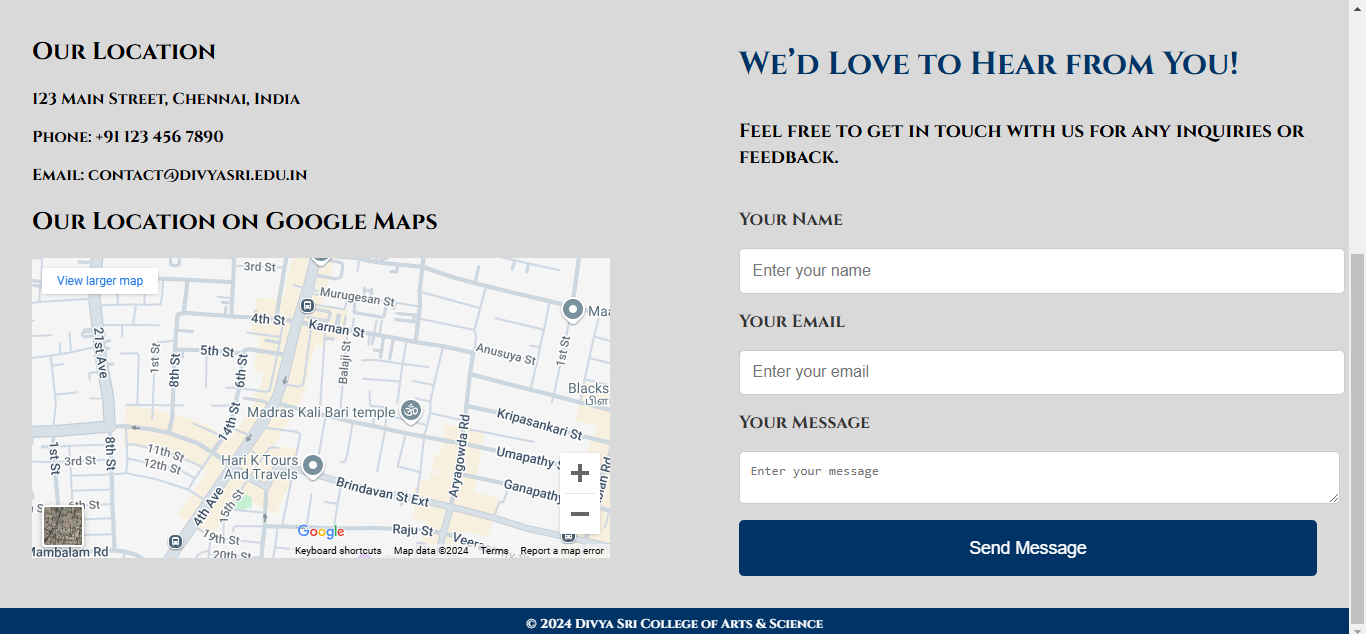 Our Location
123 Main Street, Chennai, India
Phone: +91 123 456 7890
Email: contact@divyasri.edu.in
Our Location on Google Maps
View larger map
3rd St
Murugesan St
4th St
Karnan St
21st Ave
1st St
5th St
8th St
6th St
Balaji St
Anusuya St
1st St
Maa
Blacks
Madras Kali Bari temple
14th St
Kripasankari St
Aryagowda Rd
1st St
3rd St
8th St
11th St
12th St
Hari K Tours
And Travels
Umapathy
Brindavan St Ext
Ganapathy
4th Ave
15th St
6th St
19th St
20th St
Raju St
Mambalam Rd
Google
Keyboard shortcuts
Map data ©2024
Terms
Report a map error
We’d Love to Hear from You!
Feel free to get in touch with us for any inquiries or
feedback.
Your Name
Enter your name
Your Email
Enter your email
Your Message
Enter your message
Send Message
© 2024 Divya Sri College of Arts & Science